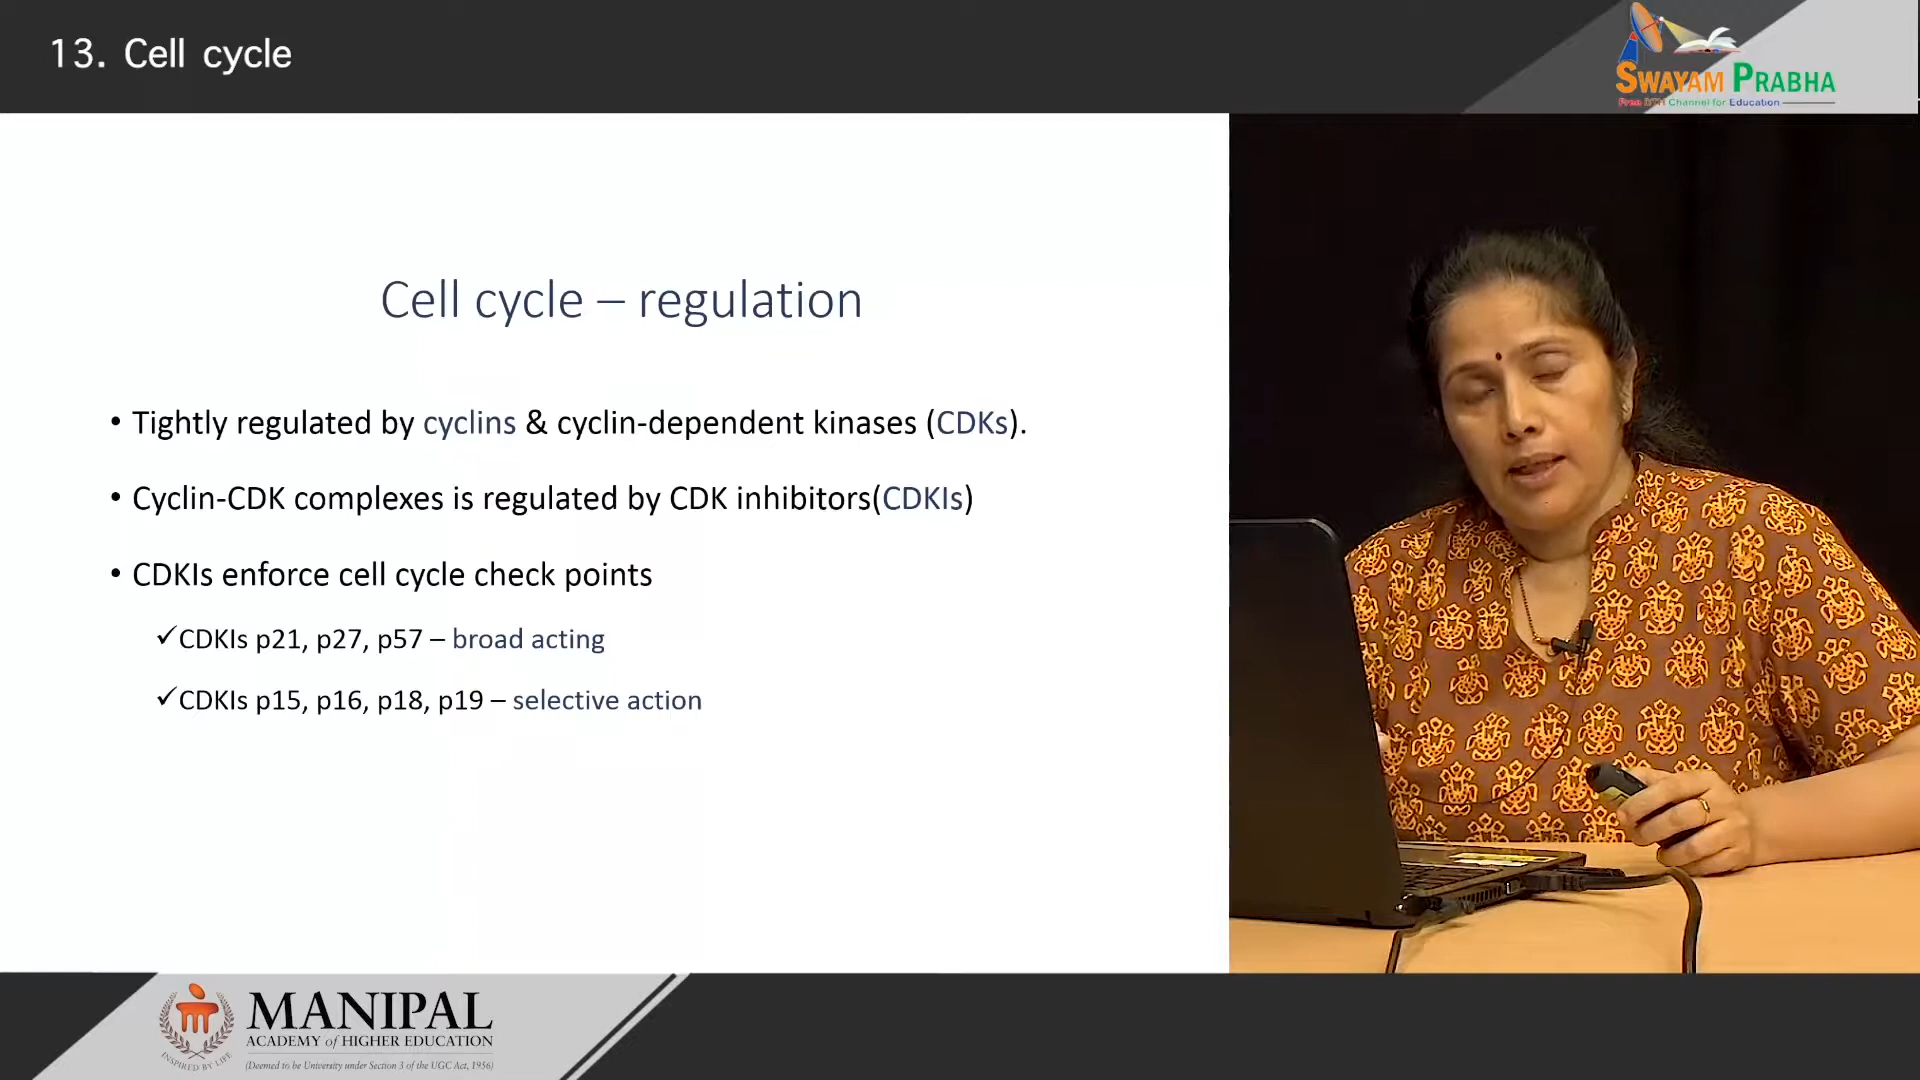 13. Cell cycle
SWAYAM PRABHA
Free DTH Channel for Education
Cell cycle – regulation
• Tightly regulated by cyclins & cyclin-dependent kinases (CDKs).
• Cyclin-CDK complexes is regulated by CDK inhibitors(CDKIs)
• CDKIs enforce cell cycle check points
✓CDKIs p21, p27, p57 – broad acting
✓CDKIs p15, p16, p18, p19 – selective action
INSPIRED BY LIFE
MANIPAL
ACADEMY of HIGHER EDUCATION
(Deemed to be University under Section 3 of the UGC Act, 1956)